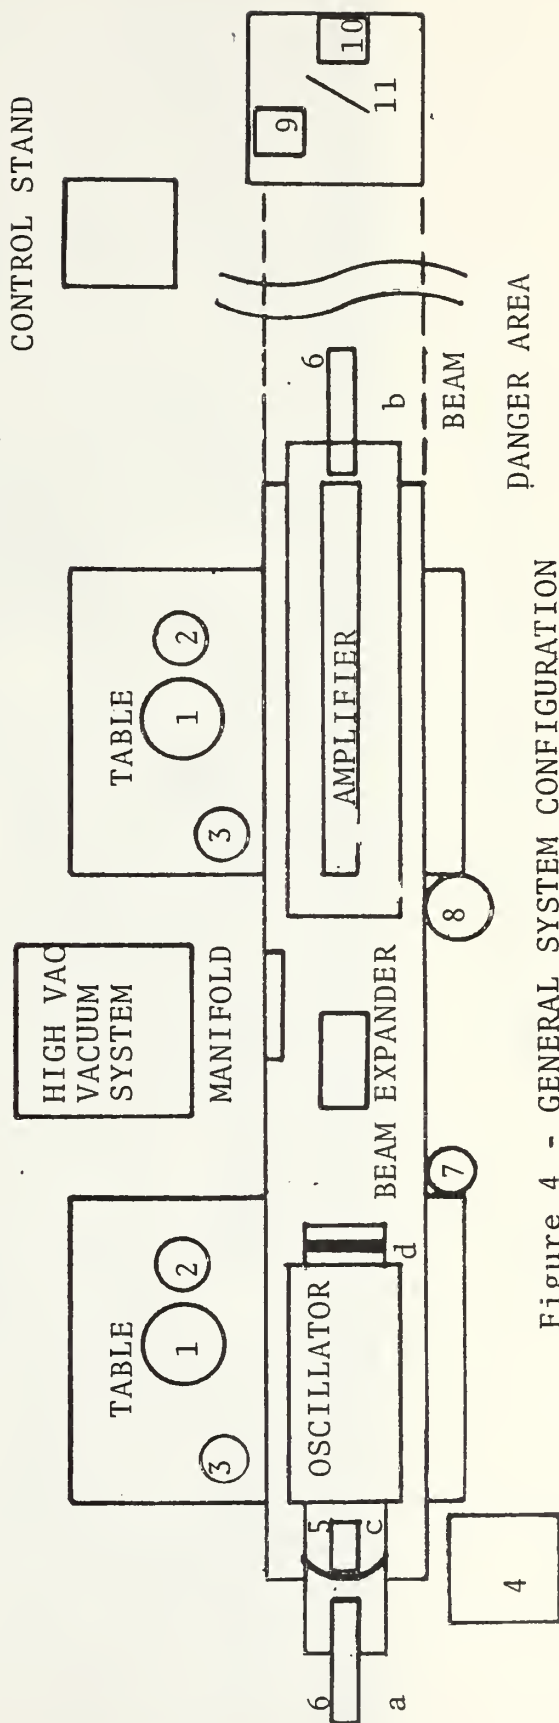 CONTROL STAND
HIGH VAC
VACUUM
SYSTEM
TABLE
TABLE
1
2
3
1
2
3
MANIFOLD
9
10
11
OSCILLATOR
BEAM EXPANDER
AMPLIFIER
6
a
5
c
d
6
b
BEAM
7
8
4
DANGER AREA
Figure 4 - GENERAL SYSTEM CONFIGURATION